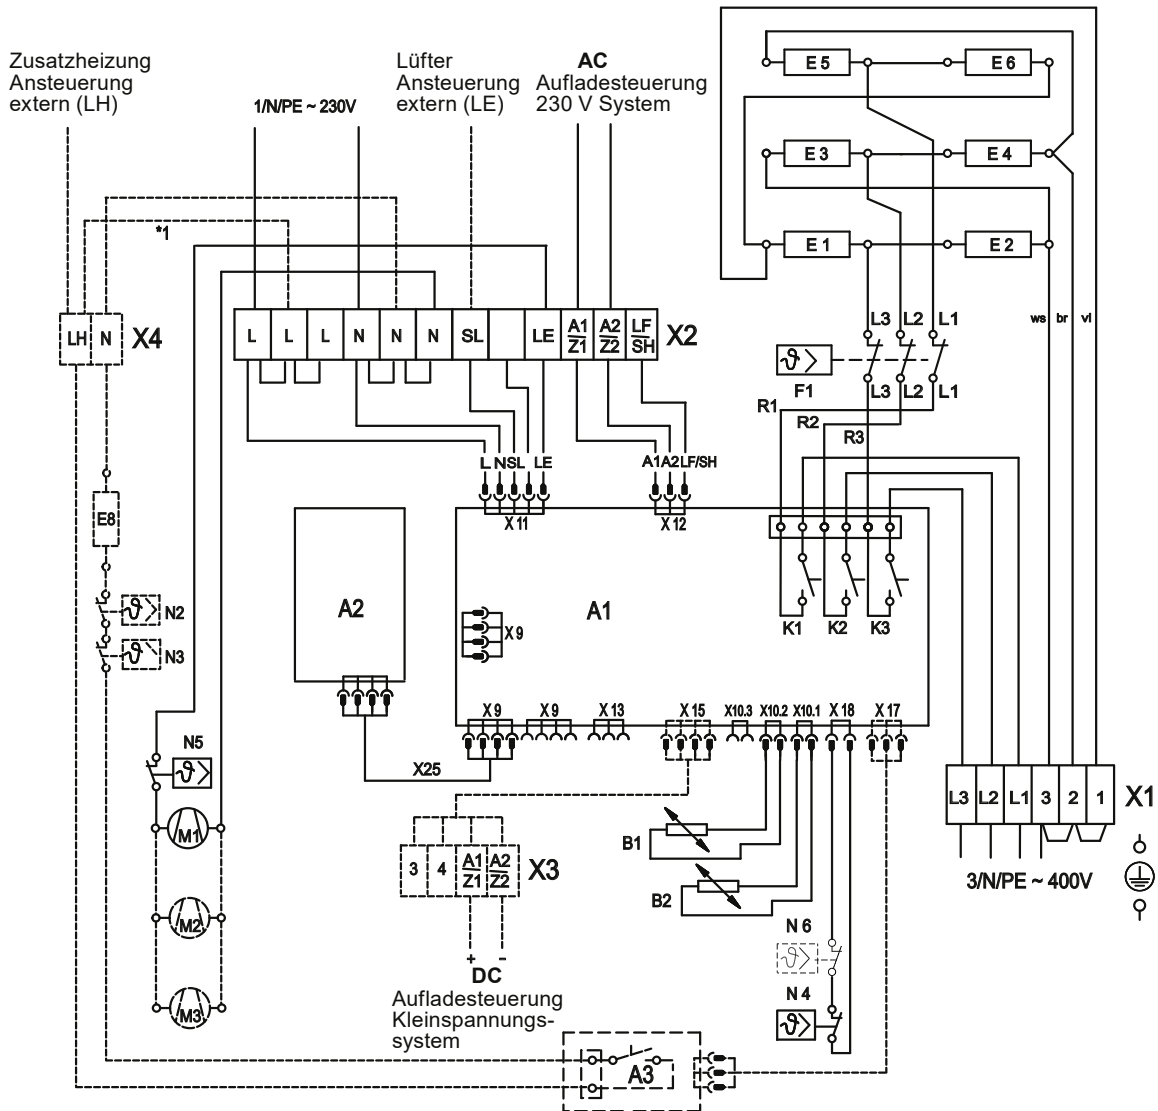 Zusatzheizung
Ansteuerung
extern (LH)
1/N/PE ~ 230V
Lüfter
Ansteuerung
extern (LE)
AC
Aufladesteuerung
230 V System
E 5 E 6
E 3 E 4
E 1 E 2
*1
LH N X4
L L L N N N SL LE A1/Z1 A2/Z2 LF/SH X2
L3 L2 L1
ws br vl
F1
L3 L2 L1
R1
R2
R3
L N SL LE
A1 A2 LF/SH
X 11
X 12
E8
N2
N3
A2
X 9
A1
K1 K2 K3
X 9 X 9 X 13 X 15 X10.3 X10.2 X10.1 X 18 X 17
N5
X25
M1
M2
M3
3 4 A1/Z1 A2/Z2 X3
+ −
DC
Aufladesteuerung
Kleinspannungs-
system
B1
B2
N 6
N 4
L3 L2 L1 3 2 1 X1
3/N/PE ~ 400V
A3